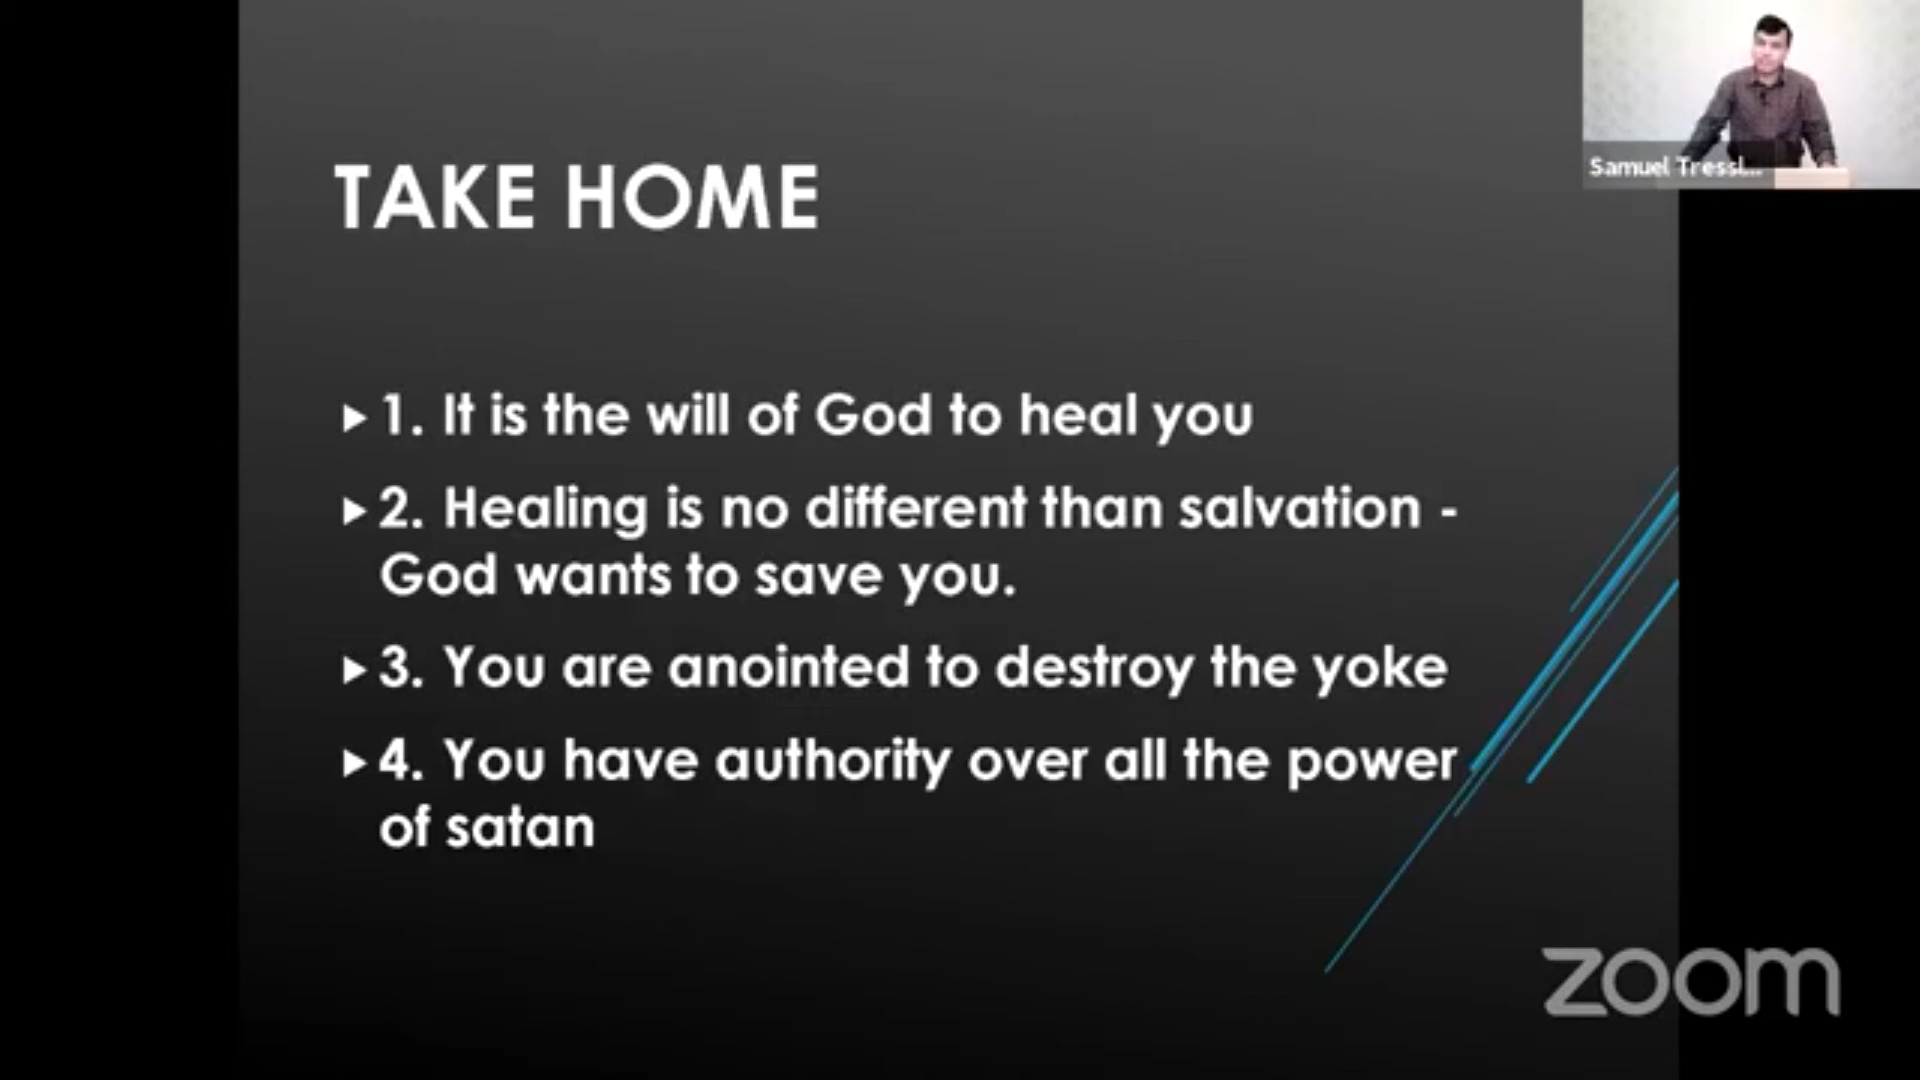 Samuel Tressl...
TAKE HOME
1. It is the will of God to heal you
2. Healing is no different than salvation -
God wants to save you.
3. You are anointed to destroy the yoke
4. You have authority over all the power
of satan
zoom